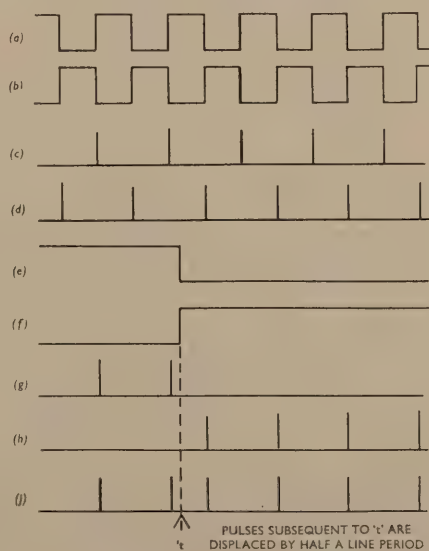 (a)
(b)
(c)
(d)
(e)
(f)
(g)
(h)
(j)
't'
PULSES SUBSEQUENT TO 't' ARE
DISPLACED BY HALF A LINE PERIOD